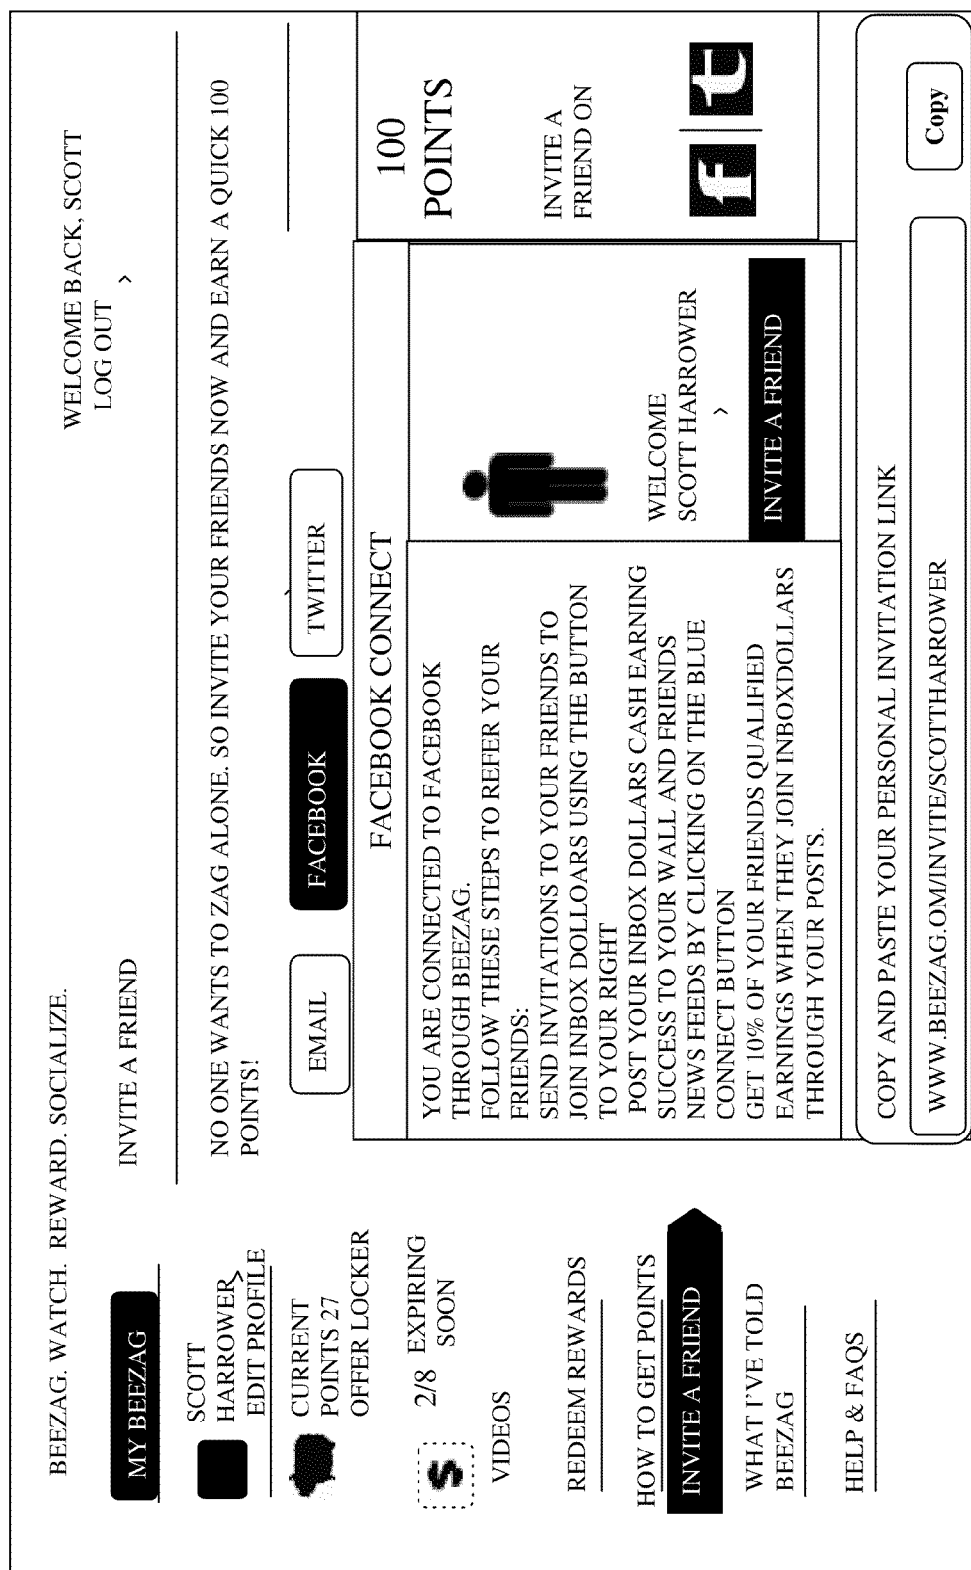 BEEZAG. WATCH. REWARD. SOCIALIZE.
WELCOME BACK, SCOTT
LOG OUT >
MY BEEZAG
INVITE A FRIEND
SCOTT
HARROWER>
EDIT PROFILE
CURRENT
POINTS 27
OFFER LOCKER
$ 2/8 EXPIRING
SOON
VIDEOS
REDEEM REWARDS
HOW TO GET POINTS
INVITE A FRIEND
WHAT I'VE TOLD
BEEZAG
HELP & FAQS
NO ONE WANTS TO ZAG ALONE. SO INVITE YOUR FRIENDS NOW AND EARN A QUICK 100
POINTS!
EMAIL
FACEBOOK
TWITTER
FACEBOOK CONNECT
YOU ARE CONNECTED TO FACEBOOK
THROUGH BEEZAG.
FOLLOW THESE STEPS TO REFER YOUR
FRIENDS:
SEND INVITATIONS TO YOUR FRIENDS TO
JOIN INBOX DOLLOARS USING THE BUTTON
TO YOUR RIGHT
POST YOUR INBOX DOLLARS CASH EARNING
SUCCESS TO YOUR WALL AND FRIENDS
NEWS FEEDS BY CLICKING ON THE BLUE
CONNECT BUTTON
GET 10% OF YOUR FRIENDS QUALIFIED
EARNINGS WHEN THEY JOIN INBOXDOLLARS
THROUGH YOUR POSTS.
WELCOME
SCOTT HARROWER
>
INVITE A FRIEND
100
POINTS
INVITE A
FRIEND ON
f t
COPY AND PASTE YOUR PERSONAL INVITATION LINK
WWW.BEEZAG.OM/INVITE/SCOTTHARROWER
Copy